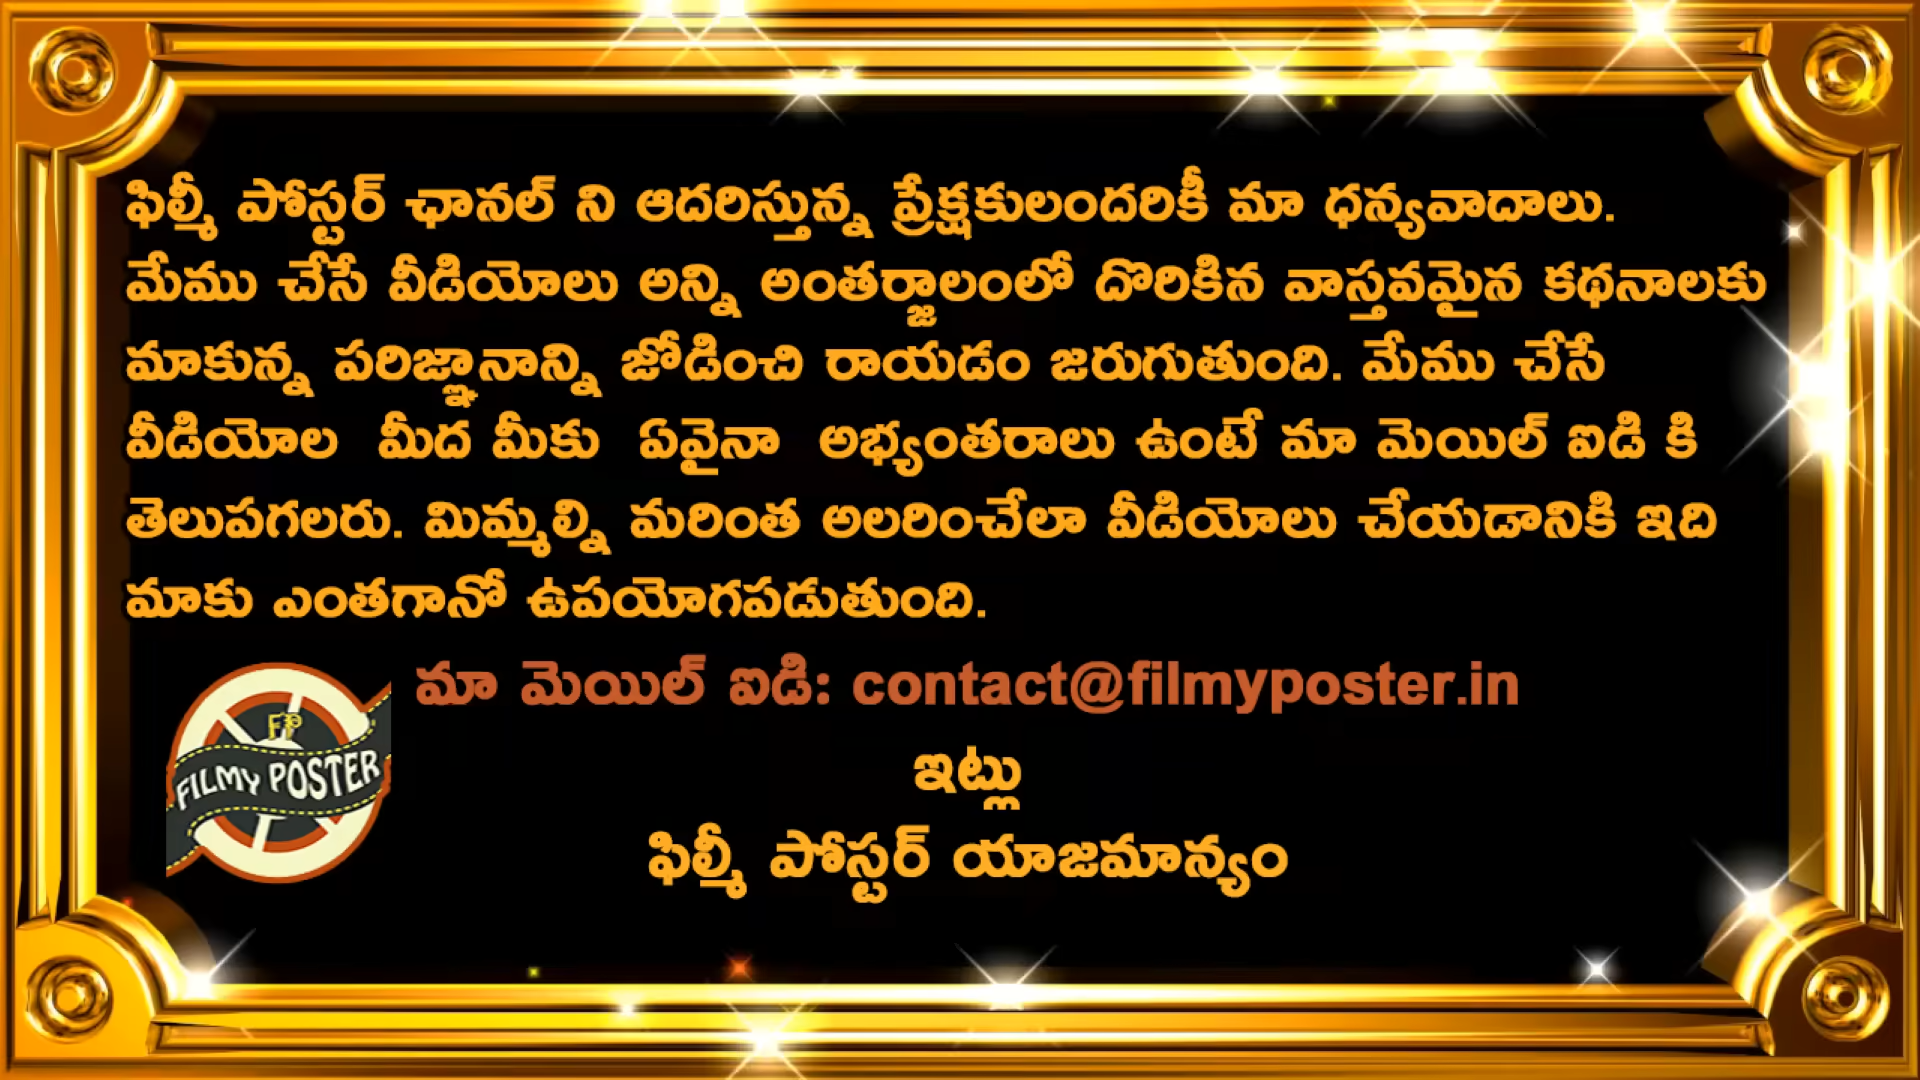 ఫిల్మీ పోస్టర్ ఛానల్ ని ఆదరిస్తున్న ప్రేక్షకులందరికీ మా ధన్యవాదాలు.
మేము చేసే వీడియోలు అన్ని అంతర్జాలంలో దొరికిన వాస్తవమైన కథనాలకు
మాకున్న పరిజ్ఞానాన్ని జోడించి రాయడం జరుగుతుంది. మేము చేసే
వీడియోల మీద మీకు ఏవైనా అభ్యంతరాలు ఉంటే మా మెయిల్ ఐడి కి
తెలుపగలరు. మిమ్మల్ని మరింత అలరించేలా వీడియోలు చేయడానికి ఇది
మాకు ఎంతగానో ఉపయోగపడుతుంది.
మా మెయిల్ ఐడి: contact@filmyposter.in
FP
FILMY POSTER
ఇట్లు
ఫిల్మీ పోస్టర్ యాజమాన్యం